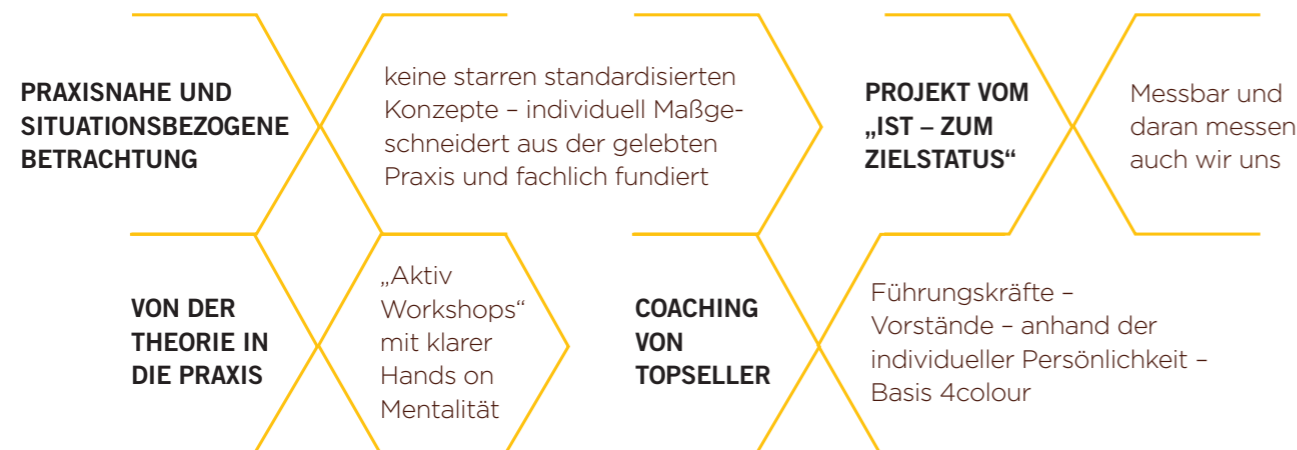 PRAXISNAHE UND
SITUATIONSBEZOGENE
BETRACHTUNG
keine starren standardisierten
Konzepte – individuell Maßge-
schneidert aus der gelebten
Praxis und fachlich fundiert
PROJEKT VOM
„IST – ZUM
ZIELSTATUS“
Messbar und
daran messen
auch wir uns
VON DER
THEORIE IN
DIE PRAXIS
„Aktiv
Workshops“
mit klarer
Hands on
Mentalität
COACHING
VON
TOPSELLER
Führungskräfte –
Vorstände – anhand der
individueller Persönlichkeit –
Basis 4colour